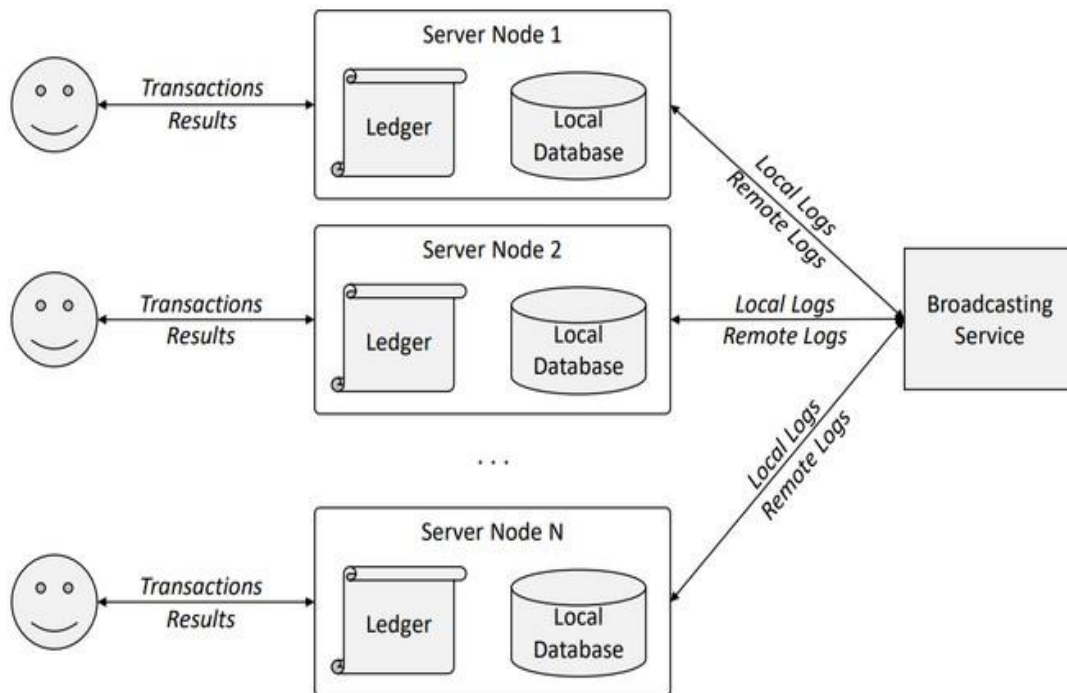 Server Node 1
Transactions
Results
Ledger
Local
Database
Local Logs
Remote Logs
Server Node 2
Transactions
Results
Ledger
Local
Database
Local Logs
Remote Logs
Broadcasting
Service
Local Logs
Remote Logs
. . .
Server Node N
Transactions
Results
Ledger
Local
Database